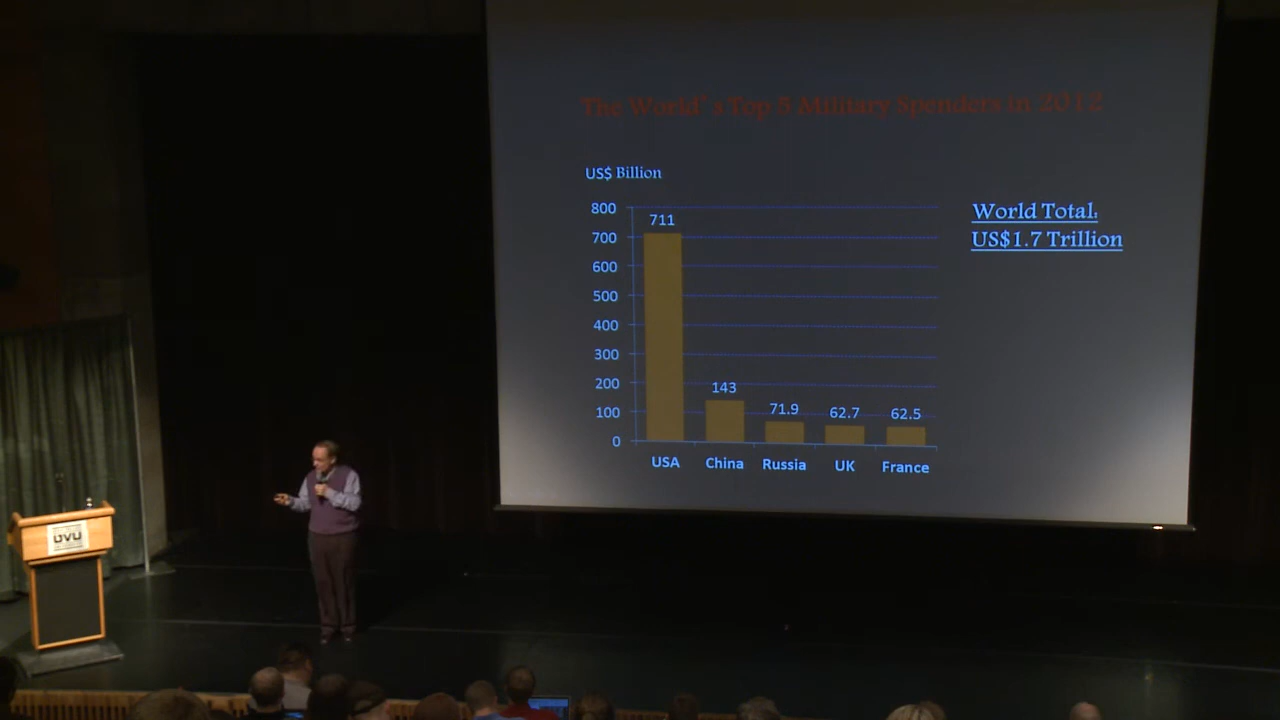 The World" s Top 5 Military Spenders in 2012
US$ Billion
World Total:
US$1.7 Trillion
800
700
600
500
400
300
200
100
0
711
143
71.9
62.7
62.5
USA China Russia UK France
UVU